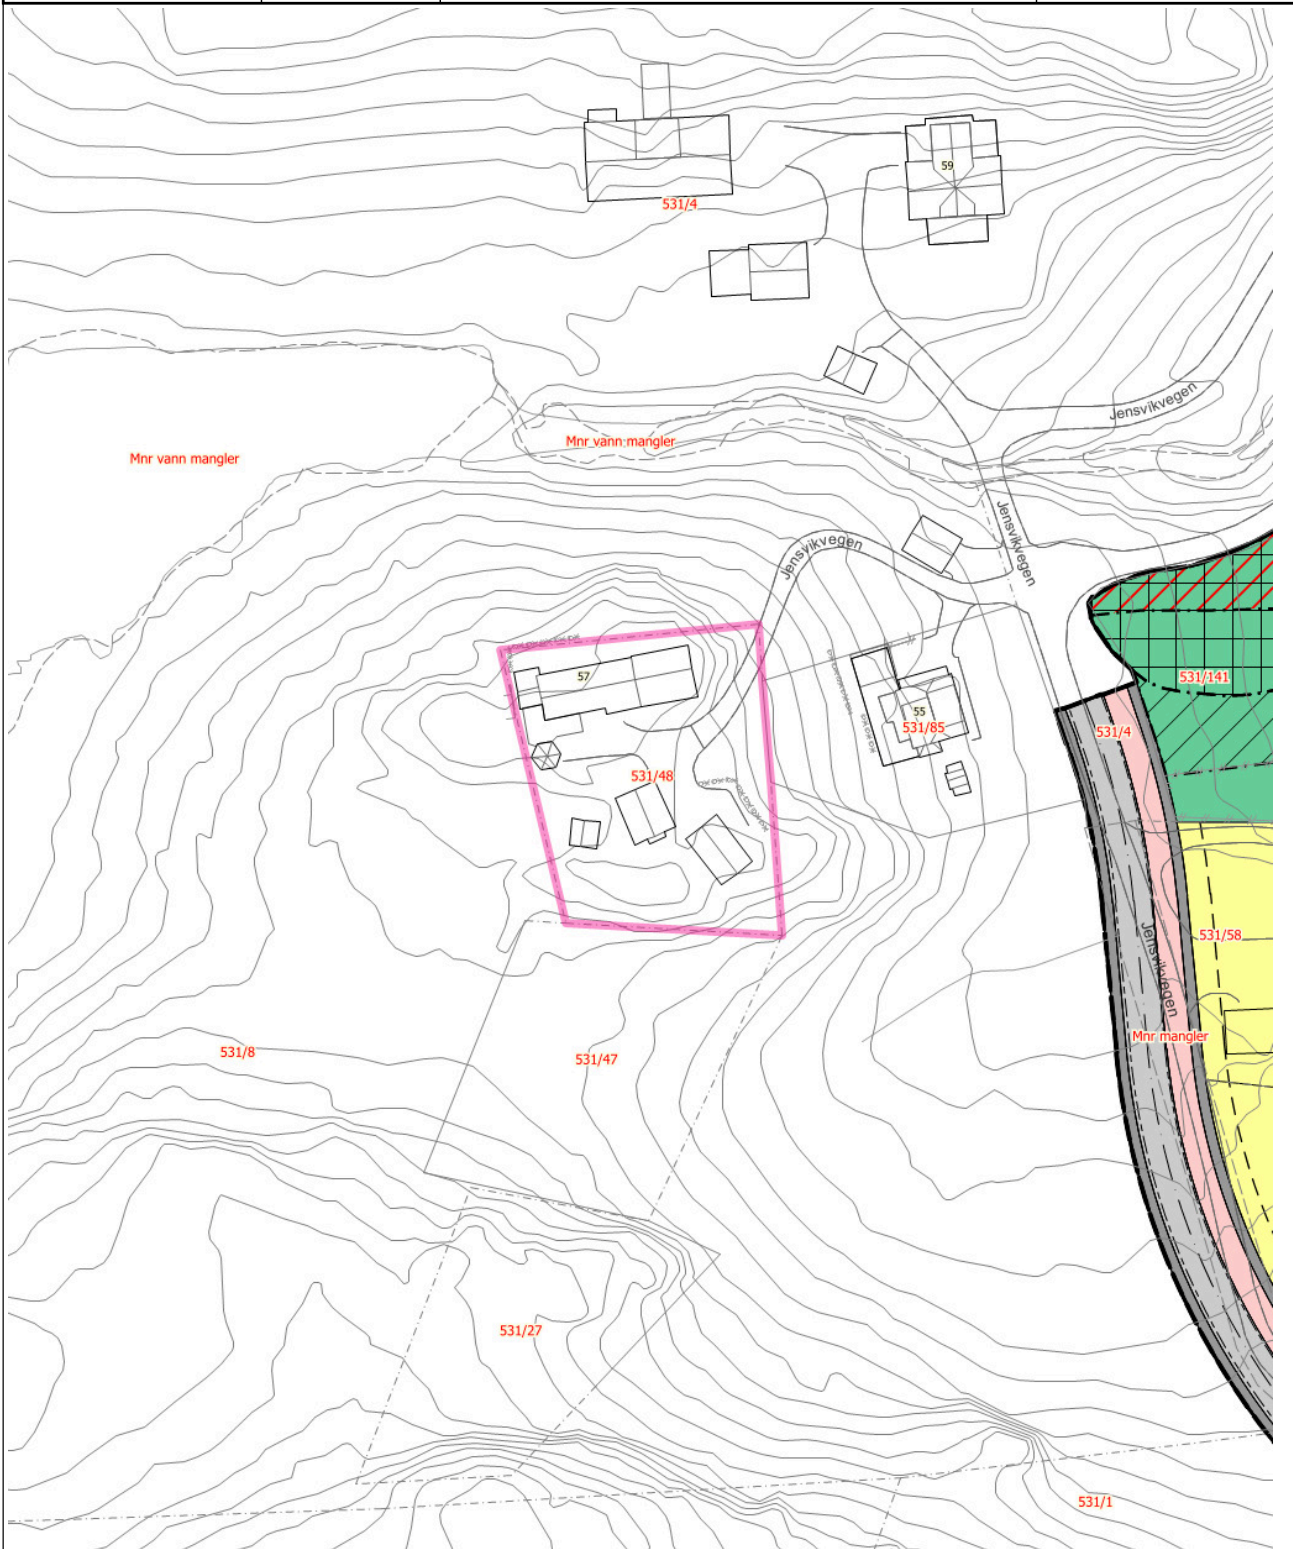 59
531/4
Jensvikvegen
Mnr vann mangler
Mnr vann mangler
Jensvikvegen
Jensvikvegen
57
531/141
55
531/85
531/4
531/48
Jensvikvegen
531/58
Mnr mangler
531/8
531/47
531/27
531/1